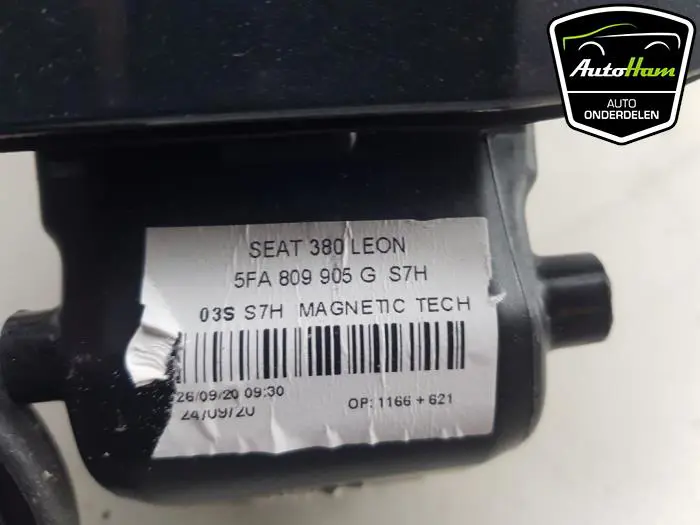 AutoHam
AUTO
ONDERDELEN
SEAT 380 LEON
5FA 809 905 G S7H
03S S7H MAGNETIC TECH
26/09/20 09:30
24/09/20
OP: 1166 + 621